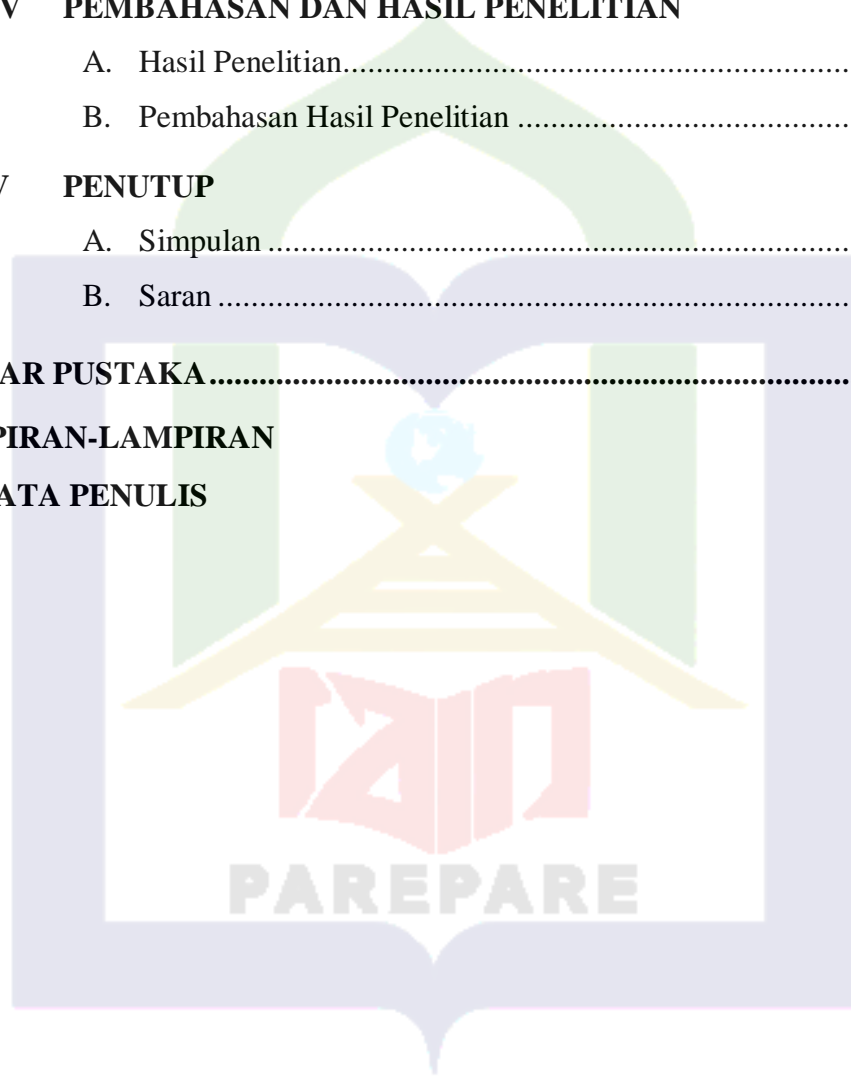 V PEMBAHASAN DAN HASIL PENELITIAN
A. Hasil Penelitian............................................................
B. Pembahasan Hasil Penelitian ........................................
V PENUTUP
A. Simpulan ......................................................................
B. Saran ............................................................................
AR PUSTAKA................................................................................
PIRAN-LAMPIRAN
ATA PENULIS
iain
PAREPARE